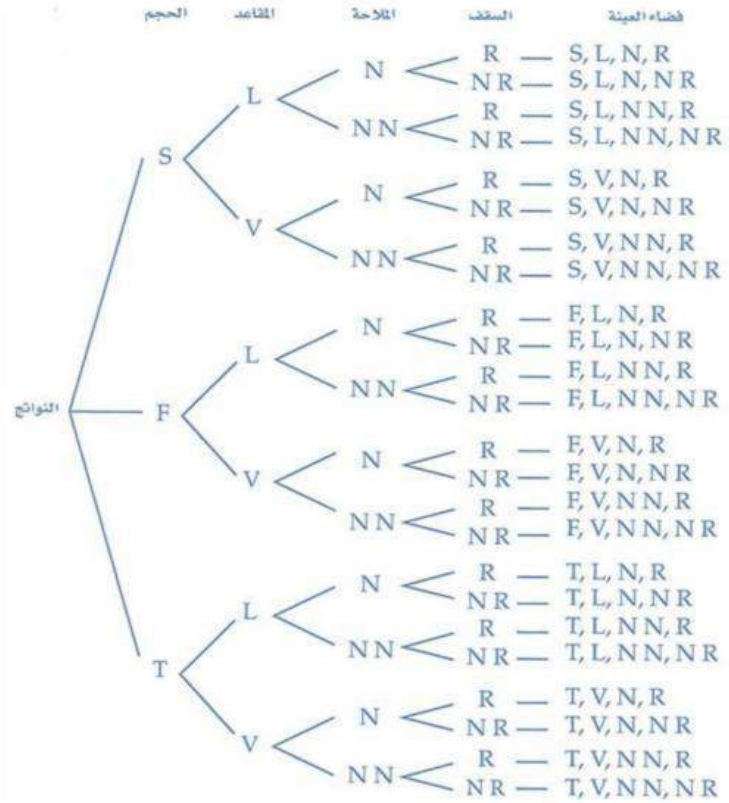 الحجم المقاعد الملاحة السقف فضاء العينة
R — S, L, N, R
N
NR — S, L, N, NR
L
R — S, L, NN, R
NN
NR — S, L, NN, NR
S
R — S, V, N, R
N
NR — S, V, N, NR
V
R — S, V, NN, R
NN
NR — S, V, NN, NR
R — F, L, N, R
N
NR — F, L, N, NR
L
R — F, L, NN, R
NN
NR — F, L, NN, NR
النواتج
F
R — F, V, N, R
N
NR — F, V, N, NR
V
R — F, V, NN, R
NN
NR — F, V, NN, NR
R — T, L, N, R
N
NR — T, L, N, NR
L
R — T, L, NN, R
NN
NR — T, L, NN, NR
T
R — T, V, N, R
N
NR — T, V, N, NR
V
R — T, V, NN, R
NN
NR — T, V, NN, NR